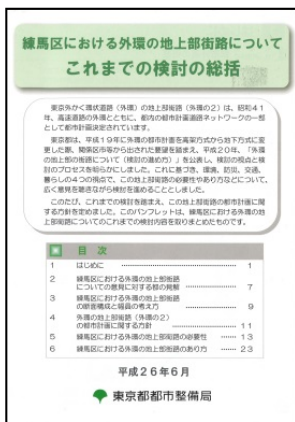 練馬区における外環の地上部街路について
これまでの検討の総括
東京外かく環状道路（外環）の地上部街路（外環の2）は、昭和41
年、高速道路の外環とともに、都内の都市計画道路ネットワークの一部
として都市計画決定されています。
東京都は、平成19年に外環の都市計画を高架方式から地下方式に変
更した際、関係区市等から出された要望を踏まえ、平成20年、「外環
の地上部の街路について（検討の進め方）」を公表し、検討の視点と検
討のプロセスを明らかにしました。これに基づき、環境、防災、交通、
暮らしの4つの視点で、この地上部街路の必要性やあり方などについて、
広く意見を聴きながら検討を進めることとしました。
このたび、これまでの検討を踏まえ、この地上部街路の都市計画に関
する方針を定めました。このパンフレットは、練馬区における外環の地
上部街路についてこれまでの検討内容を取りまとめたものです。
目 次
1 はじめに 1
2 練馬区における外環の地上部街路
についての意見に対する都の見解 7
3 練馬区における外環の地上部街路
の断面構成と幅員の考え方 9
4 外環の地上部街路（外環の2）
の都市計画に関する方針 11
5 練馬区における外環の地上部街路の必要性 13
6 練馬区における外環の地上部街路のあり方 23
平成26年6月
東京都都市整備局